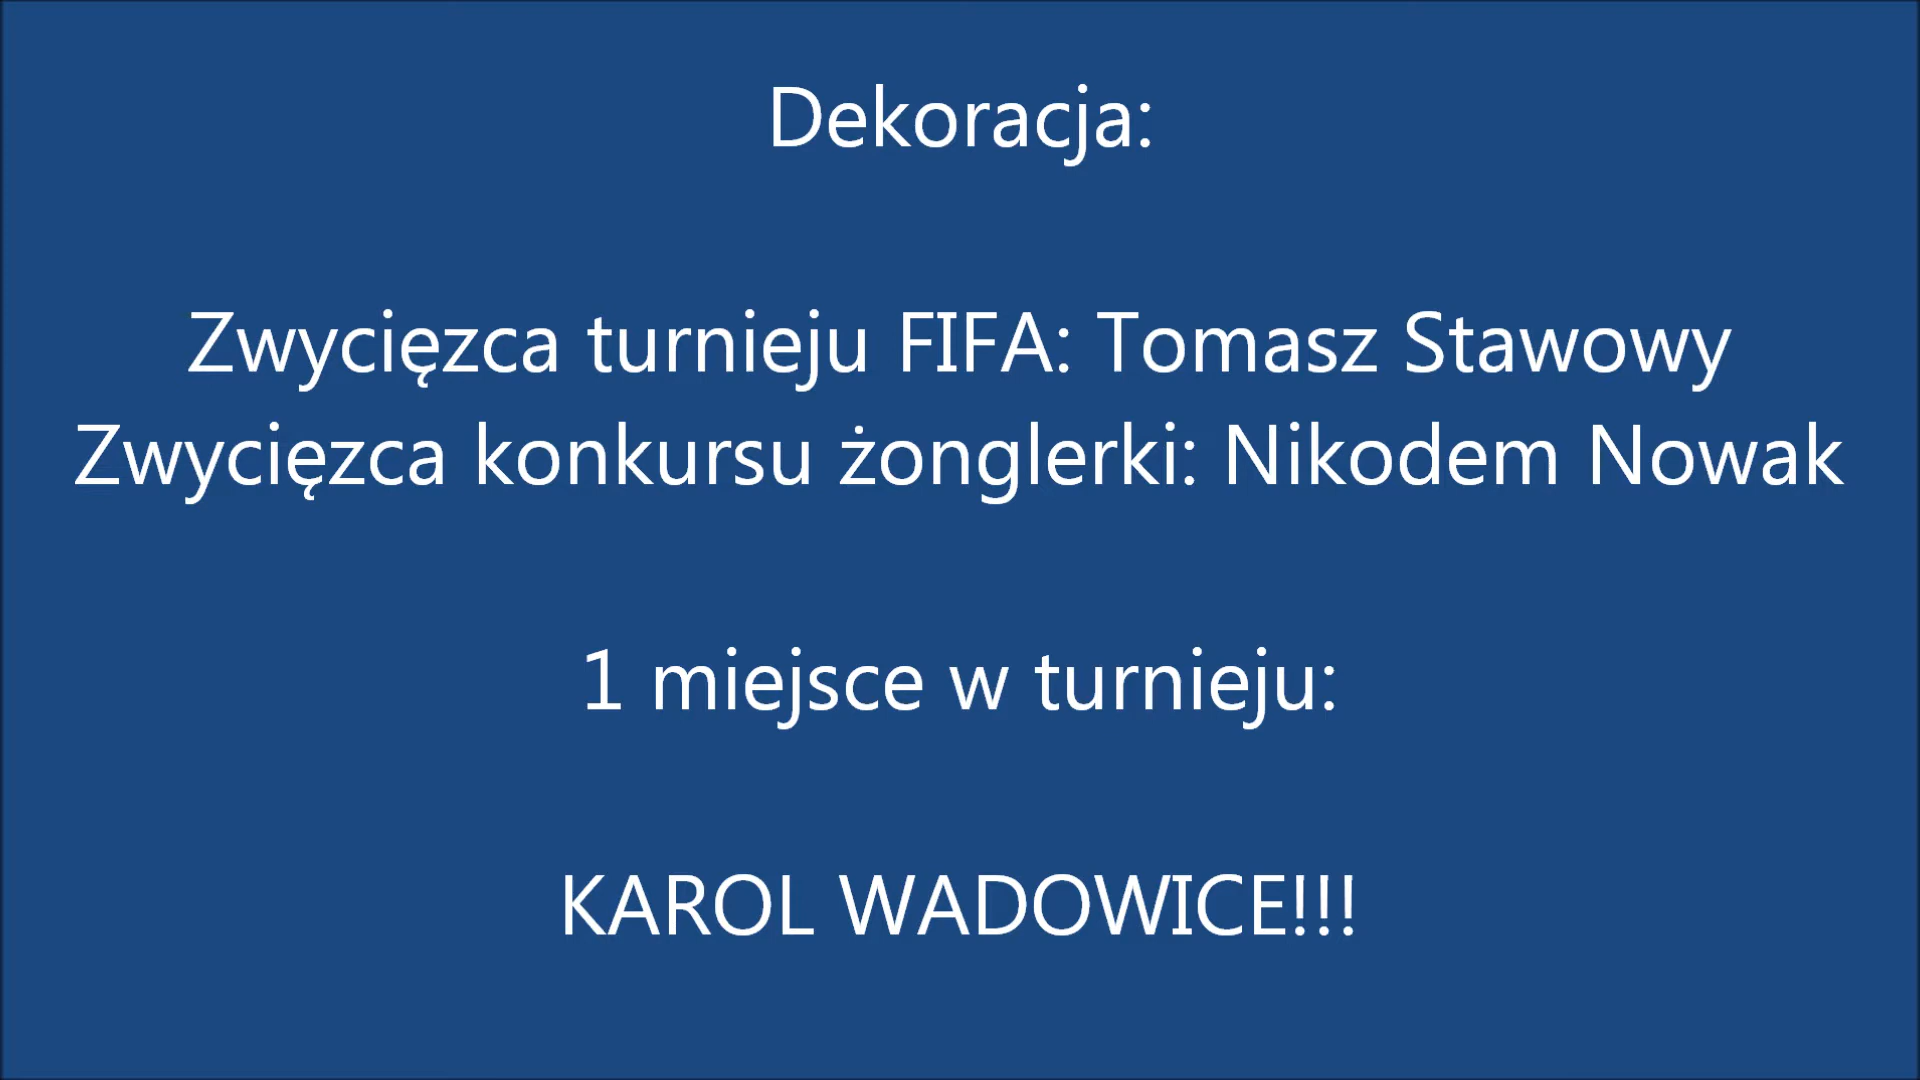 Dekoracja:
Zwycięzca turnieju FIFA: Tomasz Stawowy
Zwycięzca konkursu żonglerki: Nikodem Nowak
1 miejsce w turnieju:
KAROL WADOWICE!!!